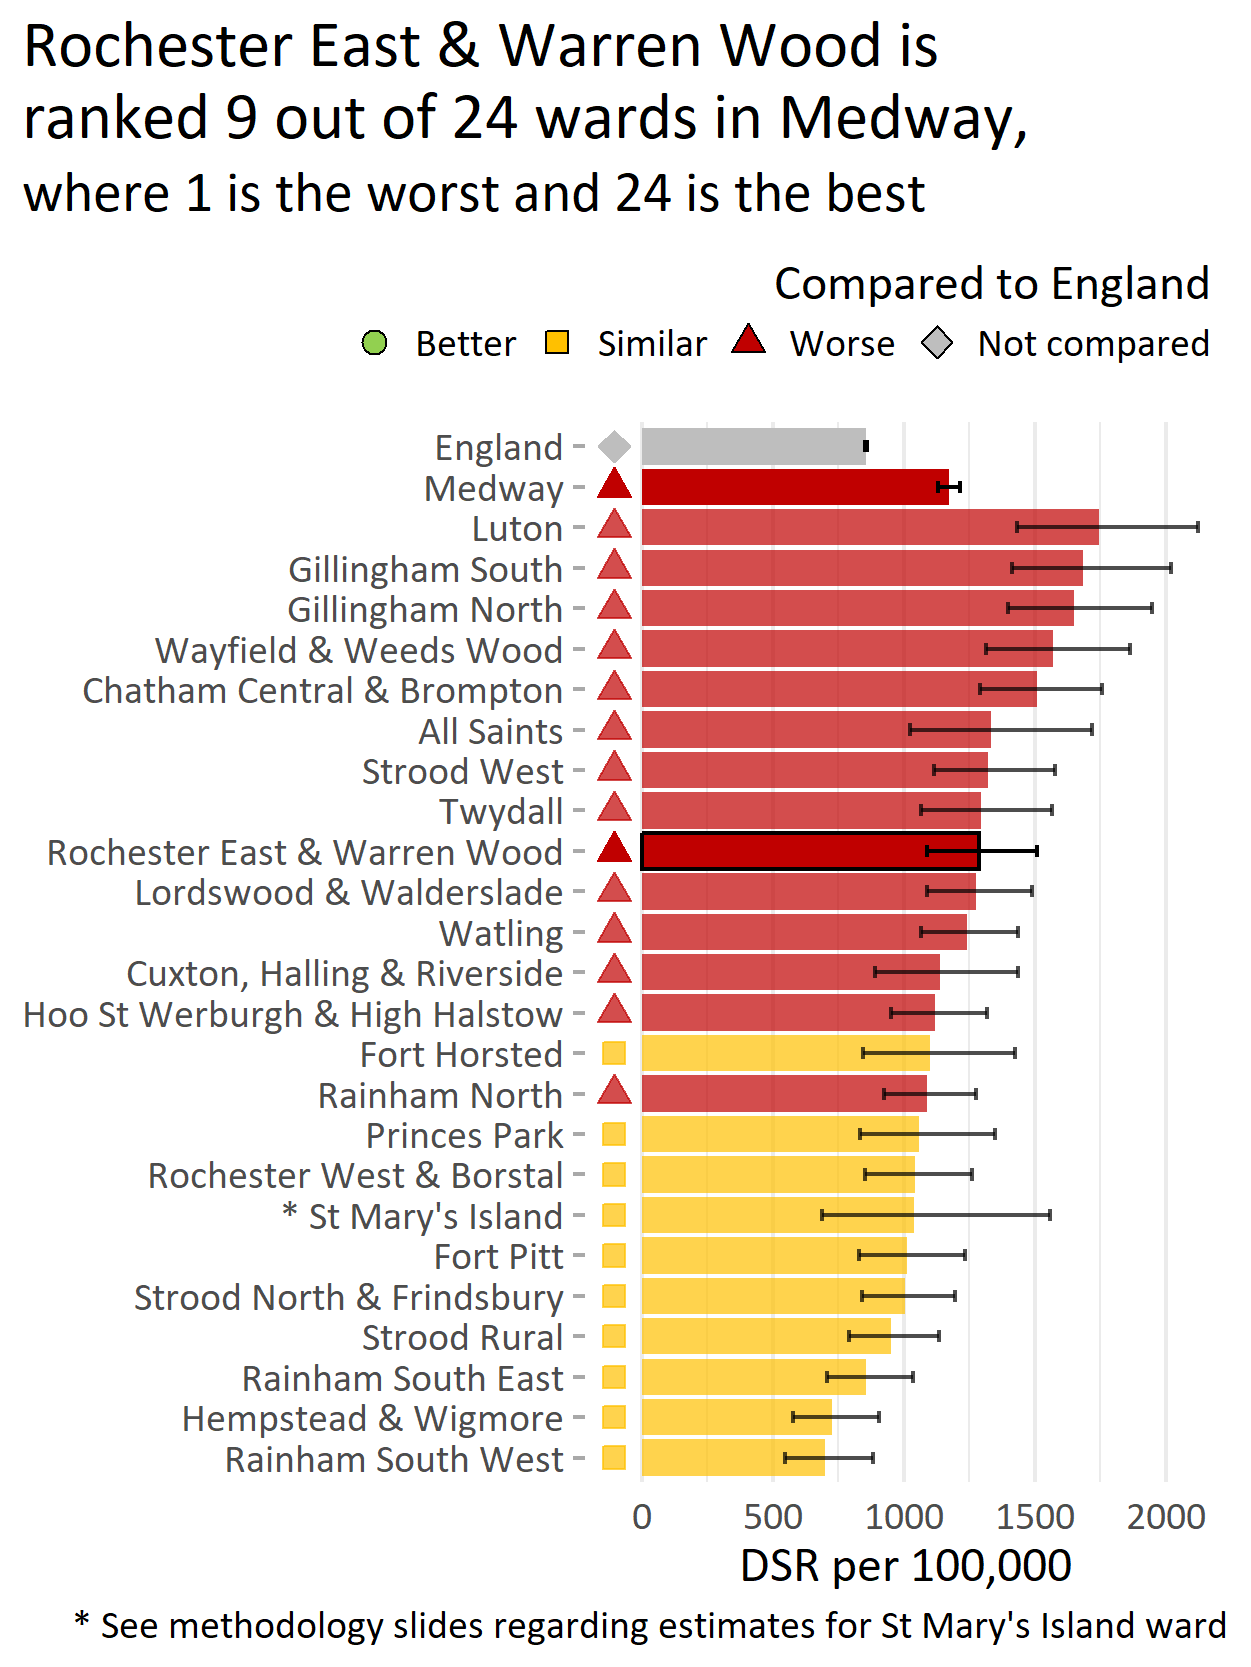 Rochester East & Warren Wood is
ranked 9 out of 24 wards in Medway,
where 1 is the worst and 24 is the best
Compared to England
Better Similar Worse Not compared
England
Medway
Luton
Gillingham South
Gillingham North
Wayfield & Weeds Wood
Chatham Central & Brompton
All Saints
Strood West
Twydall
Rochester East & Warren Wood
Lordswood & Walderslade
Watling
Cuxton, Halling & Riverside
Hoo St Werburgh & High Halstow
Fort Horsted
Rainham North
Princes Park
Rochester West & Borstal
* St Mary's Island
Fort Pitt
Strood North & Frindsbury
Strood Rural
Rainham South East
Hempstead & Wigmore
Rainham South West
0 500 1000 1500 2000
DSR per 100,000
* See methodology slides regarding estimates for St Mary's Island ward